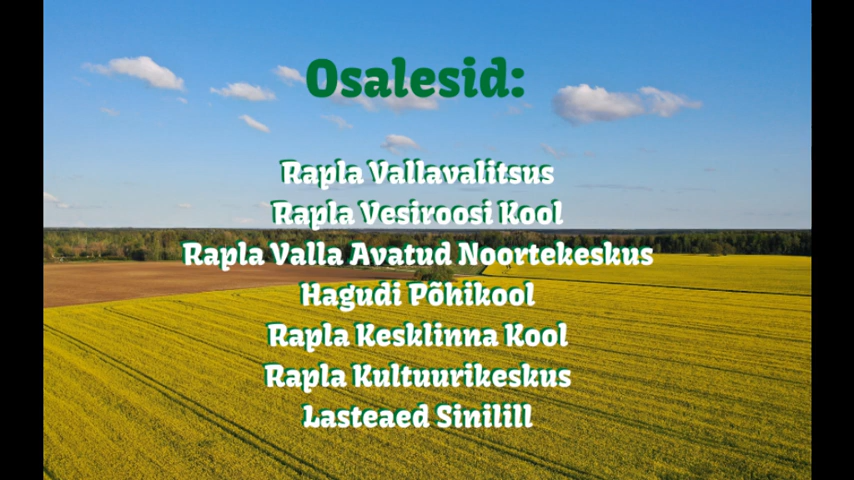 Osalesid:
Rapla Vallavalitsus
Rapla Vesiroosi Kool
Rapla Valla Avatud Noortekeskus
Hagudi Põhikool
Rapla Kesklinna Kool
Rapla Kultuurikeskus
Lasteaed Sinilill